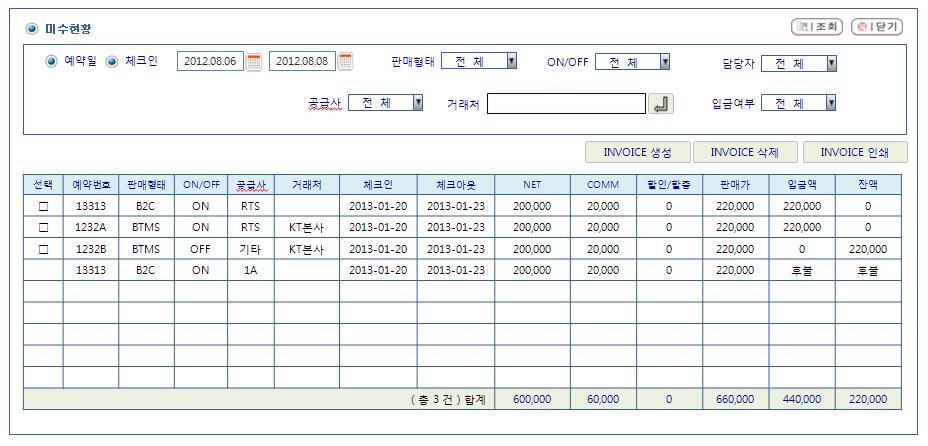 미수현황 조회 닫기
예약일 체크인 2012.08.06 2012.08.08 판매형태 전 체 ON/OFF 전 체 담당자 전 체
공급사 전 체 거래처 입금여부 전 체
INVOICE 생성 INVOICE 삭제 INVOICE 인쇄
선택 예약번호 판매형태 ON/OFF 공급사 거래처 체크인 체크아웃 NET COMM 할인/할증 판매가 입금액 잔액
13313 B2C ON RTS 2013-01-20 2013-01-23 200,000 20,000 0 220,000 220,000 0
1232A BTMS ON RTS KT본사 2013-01-20 2013-01-23 200,000 20,000 0 220,000 220,000 0
1232B BTMS OFF 기타 KT본사 2013-01-20 2013-01-23 200,000 20,000 0 220,000 0 220,000
13313 B2C ON 1A 2013-01-20 2013-01-23 200,000 20,000 0 220,000 후불 후불
( 총 3 건 ) 합계 600,000 60,000 0 660,000 440,000 220,000